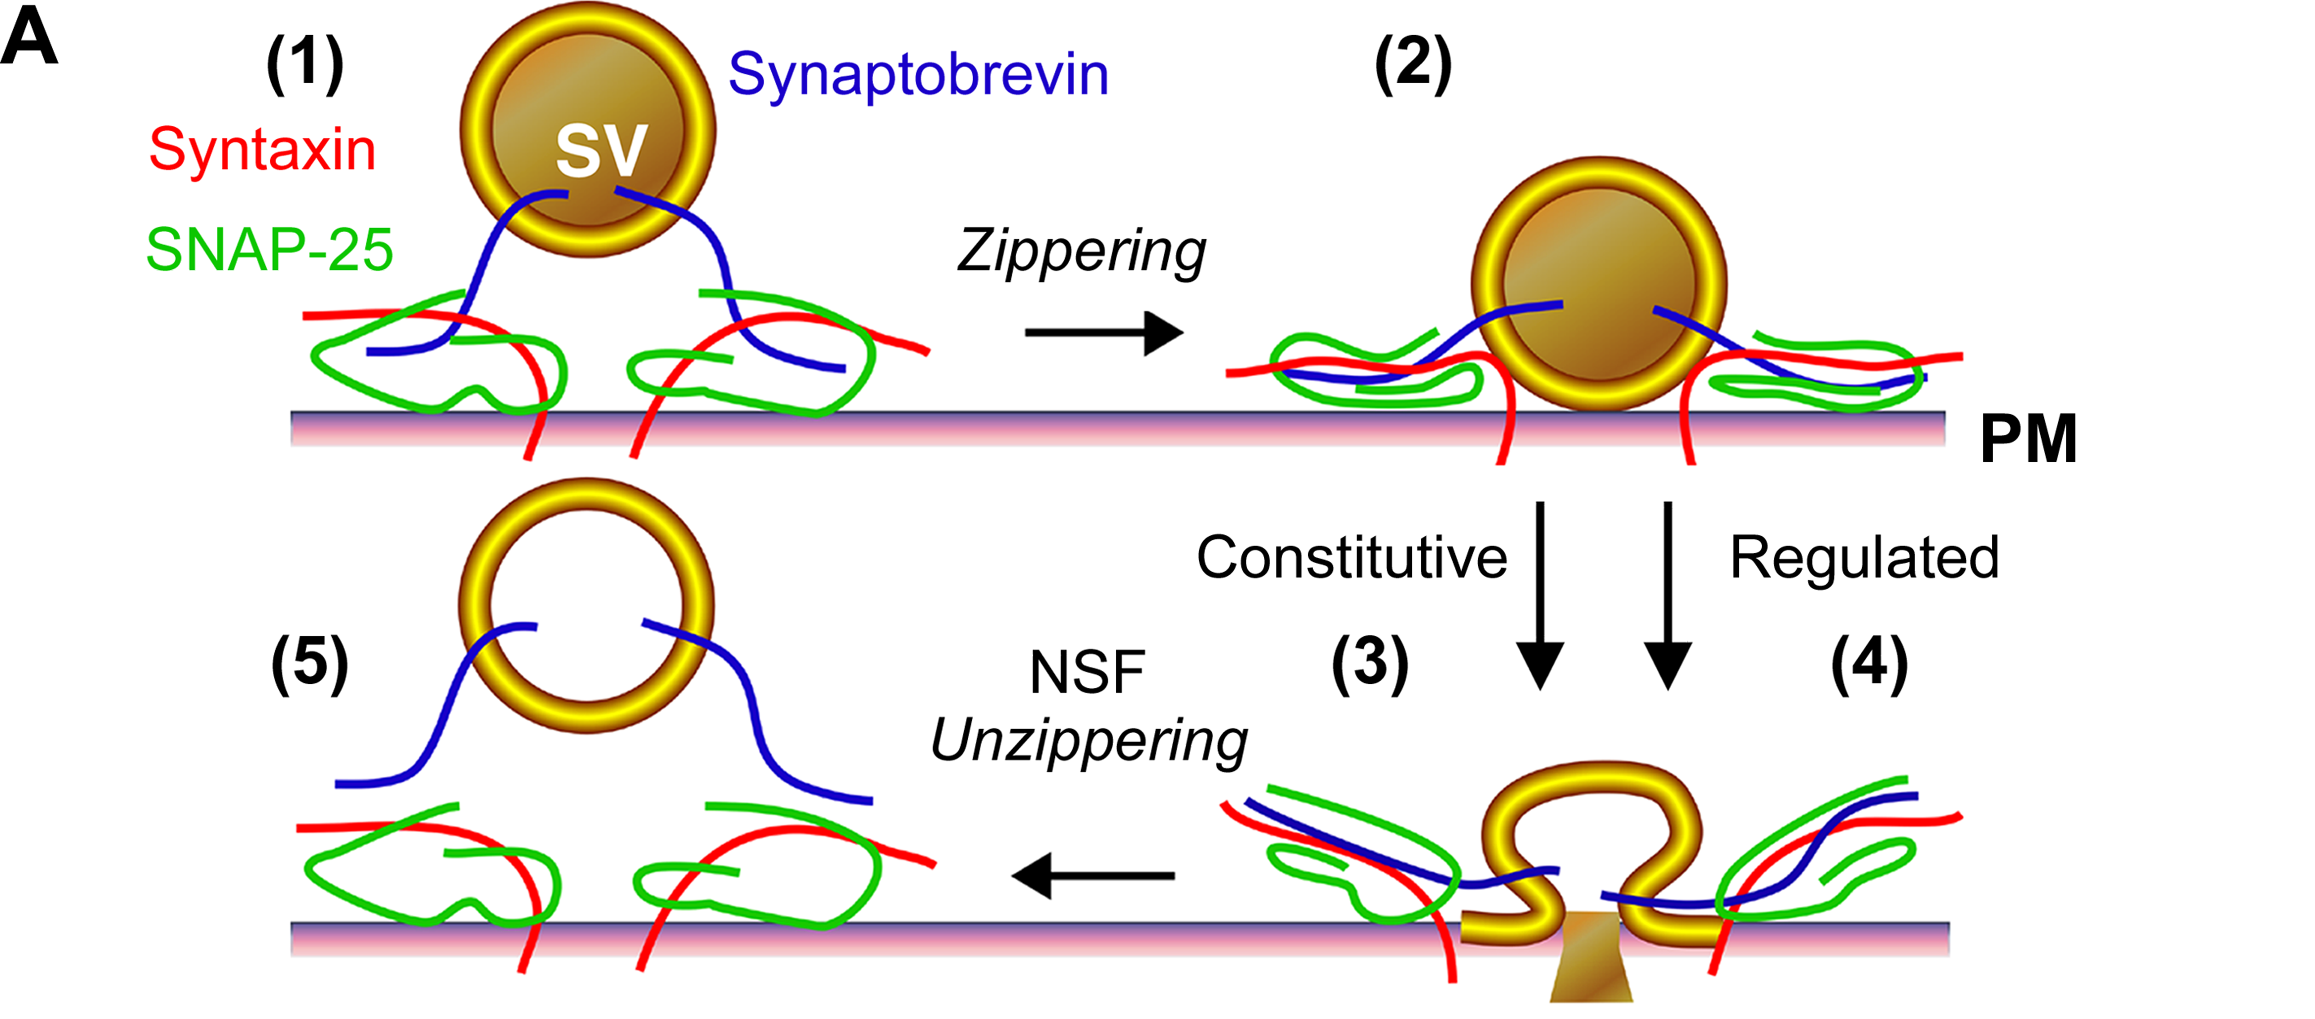 A
(1)
Synaptobrevin
(2)
Syntaxin
SV
SNAP-25
Zippering
PM
Constitutive
Regulated
(5)
NSF
Unzippering
(3)
(4)